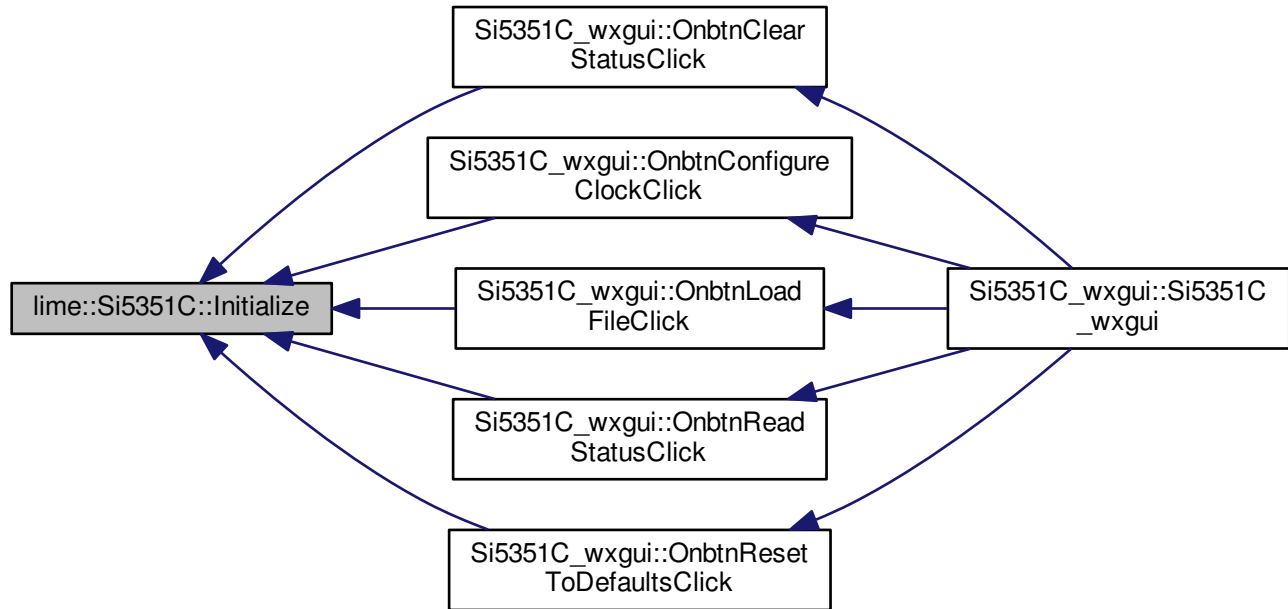 Si5351C_wxgui::OnbtnClear
StatusClick
Si5351C_wxgui::OnbtnConfigure
ClockClick
lime::Si5351C::Initialize
Si5351C_wxgui::OnbtnLoad
FileClick
Si5351C_wxgui::Si5351C
_wxgui
Si5351C_wxgui::OnbtnRead
StatusClick
Si5351C_wxgui::OnbtnReset
ToDefaultsClick